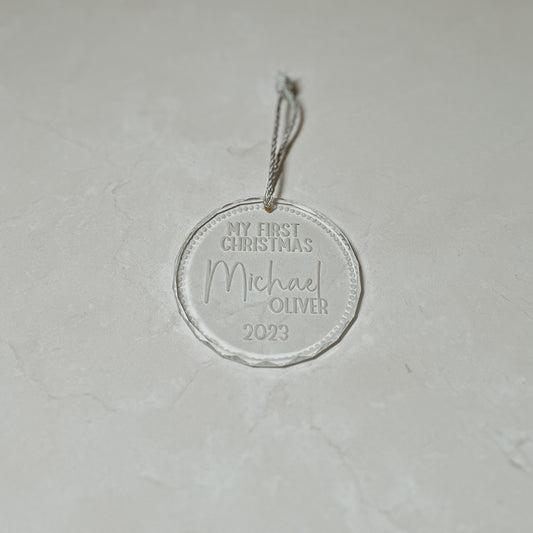 MY FIRST
CHRISTMAS
Michael
OLIVER
2023